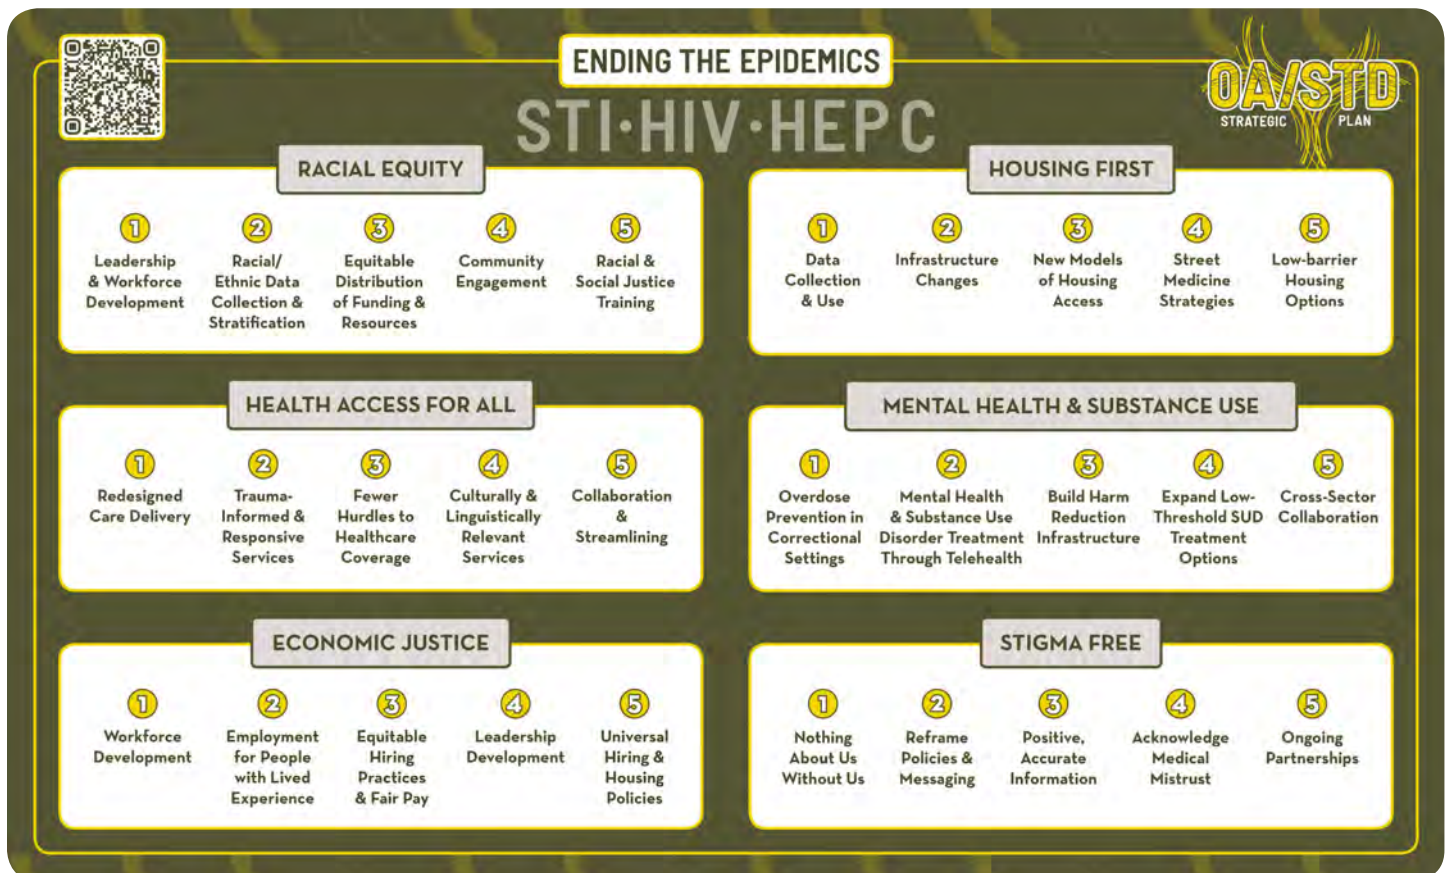 ENDING THE EPIDEMICS
OA/STD
STRATEGIC PLAN
STI·HIV·HEPC
RACIAL EQUITY
1
Leadership
& Workforce
Development
2
Racial/
Ethnic Data
Collection &
Stratification
3
Equitable
Distribution
of Funding &
Resources
4
Community
Engagement
5
Racial &
Social Justice
Training
HOUSING FIRST
1
Data
Collection
& Use
2
Infrastructure
Changes
3
New Models
of Housing
Access
4
Street
Medicine
Strategies
5
Low-barrier
Housing
Options
HEALTH ACCESS FOR ALL
1
Redesigned
Care Delivery
2
Trauma-
Informed &
Responsive
Services
3
Fewer
Hurdles to
Healthcare
Coverage
4
Culturally &
Linguistically
Relevant
Services
5
Collaboration
&
Streamlining
MENTAL HEALTH & SUBSTANCE USE
1
Overdose
Prevention in
Correctional
Settings
2
Mental Health
& Substance Use
Disorder Treatment
Through Telehealth
3
Build Harm
Reduction
Infrastructure
4
Expand Low-
Threshold SUD
Treatment
Options
5
Cross-Sector
Collaboration
ECONOMIC JUSTICE
1
Workforce
Development
2
Employment
for People
with Lived
Experience
3
Equitable
Hiring
Practices
& Fair Pay
4
Leadership
Development
5
Universal
Hiring &
Housing
Policies
STIGMA FREE
1
Nothing
About Us
Without Us
2
Reframe
Policies &
Messaging
3
Positive,
Accurate
Information
4
Acknowledge
Medical
Mistrust
5
Ongoing
Partnerships